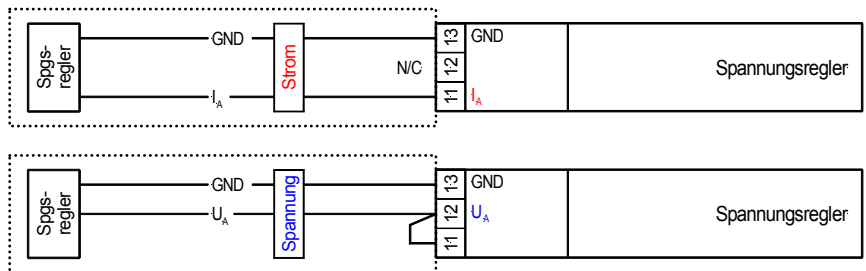 Spgs-
regler
GND
I_A
Strom
N/C
13
12
11
GND
I_A
Spannungsregler
Spgs-
regler
GND
U_A
Spannung
13
12
11
GND
U_A
Spannungsregler